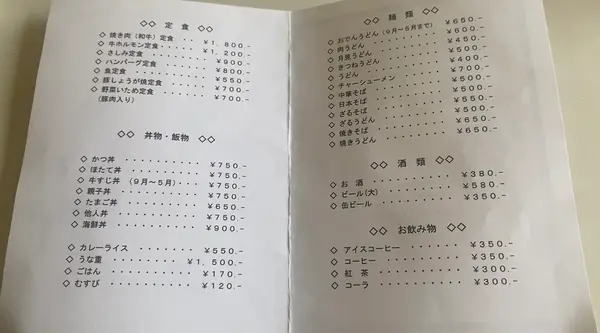 ◇◇ 定 食 ◇◇
◇ 焼き肉（和牛）定食 ・・ ￥１，８００．－
◇ 牛ホルモン定食 ・・・・ ￥１，２００．－
◇ さしみ定食 ・・・・・・ ￥９００－
◇ ハンバーグ定食 ・・・・ ￥８００－
◇ 魚定食 ・・・・・・・・ ￥５５０－
◇ 豚しょうが焼定食 ・・・ ￥７００．－
◇ 野菜いため定食 ・・・・ ￥７００．－
（豚肉入り）
◇◇ 丼物・飯物 ◇◇
◇ かつ丼 ・・・・・・・・・ ￥７５０－
◇ ほたて丼 ・・・・・・・・ ￥７５０－
◇ 牛すじ丼 （９月～５月）・・・・ ￥７５０－
◇ 親子丼 ・・・・・・・・・ ￥６５０－
◇ たまご丼 ・・・・・・・・ ￥６５０－
◇ 他人丼 ・・・・・・・・・ ￥７５０－
◇ 海鮮丼 ・・・・・・・・・ ￥９００－
◇ カレーライス ・・・・・・ ￥５５０－
◇ うな重 ・・・・・・・・ ￥１，５００．－
◇ ごはん ・・・・・・・・・ ￥１７０．－
◇ むすび ・・・・・・・・・ ￥１２０．－
◇◇ 麺 類 ◇◇
◇ おでんうどん（９月～５月まで） ￥６５０．－
◇ 肉うどん ・・・・・・・・ ￥６００－
◇ 月見うどん ・・・・・・・ ￥４５０－
◇ きつねうどん ・・・・・・ ￥５００－
◇ うどん ・・・・・・・・・ ￥４００－
◇ チャーシューメン ・・・・ ￥７００－
◇ 中華そば ・・・・・・・・ ￥５００－
◇ 日本そば ・・・・・・・・ ￥５００－
◇ ざるそば ・・・・・・・・ ￥５００－
◇ ざるうどん ・・・・・・・ ￥５００－
◇ 焼きそば ・・・・・・・・ ￥６５０－
◇ 焼きうどん ・・・・・・・ ￥６５０－
◇◇ 酒 類 ◇◇
◇ お 酒 ・・・・・・・・・ ￥３８０．－
◇ ビール（大） ・・・・・・ ￥５８０．－
◇ 缶ビール ・・・・・・・・ ￥３５０．－
◇◇ お飲み物 ◇◇
◇ アイスコーヒー ・・・・・ ￥３５０．－
◇ コーヒー ・・・・・・・・ ￥３５０．－
◇ 紅 茶 ・・・・・・・・・ ￥３００．－
◇ コーラ ・・・・・・・・・ ￥３００．－